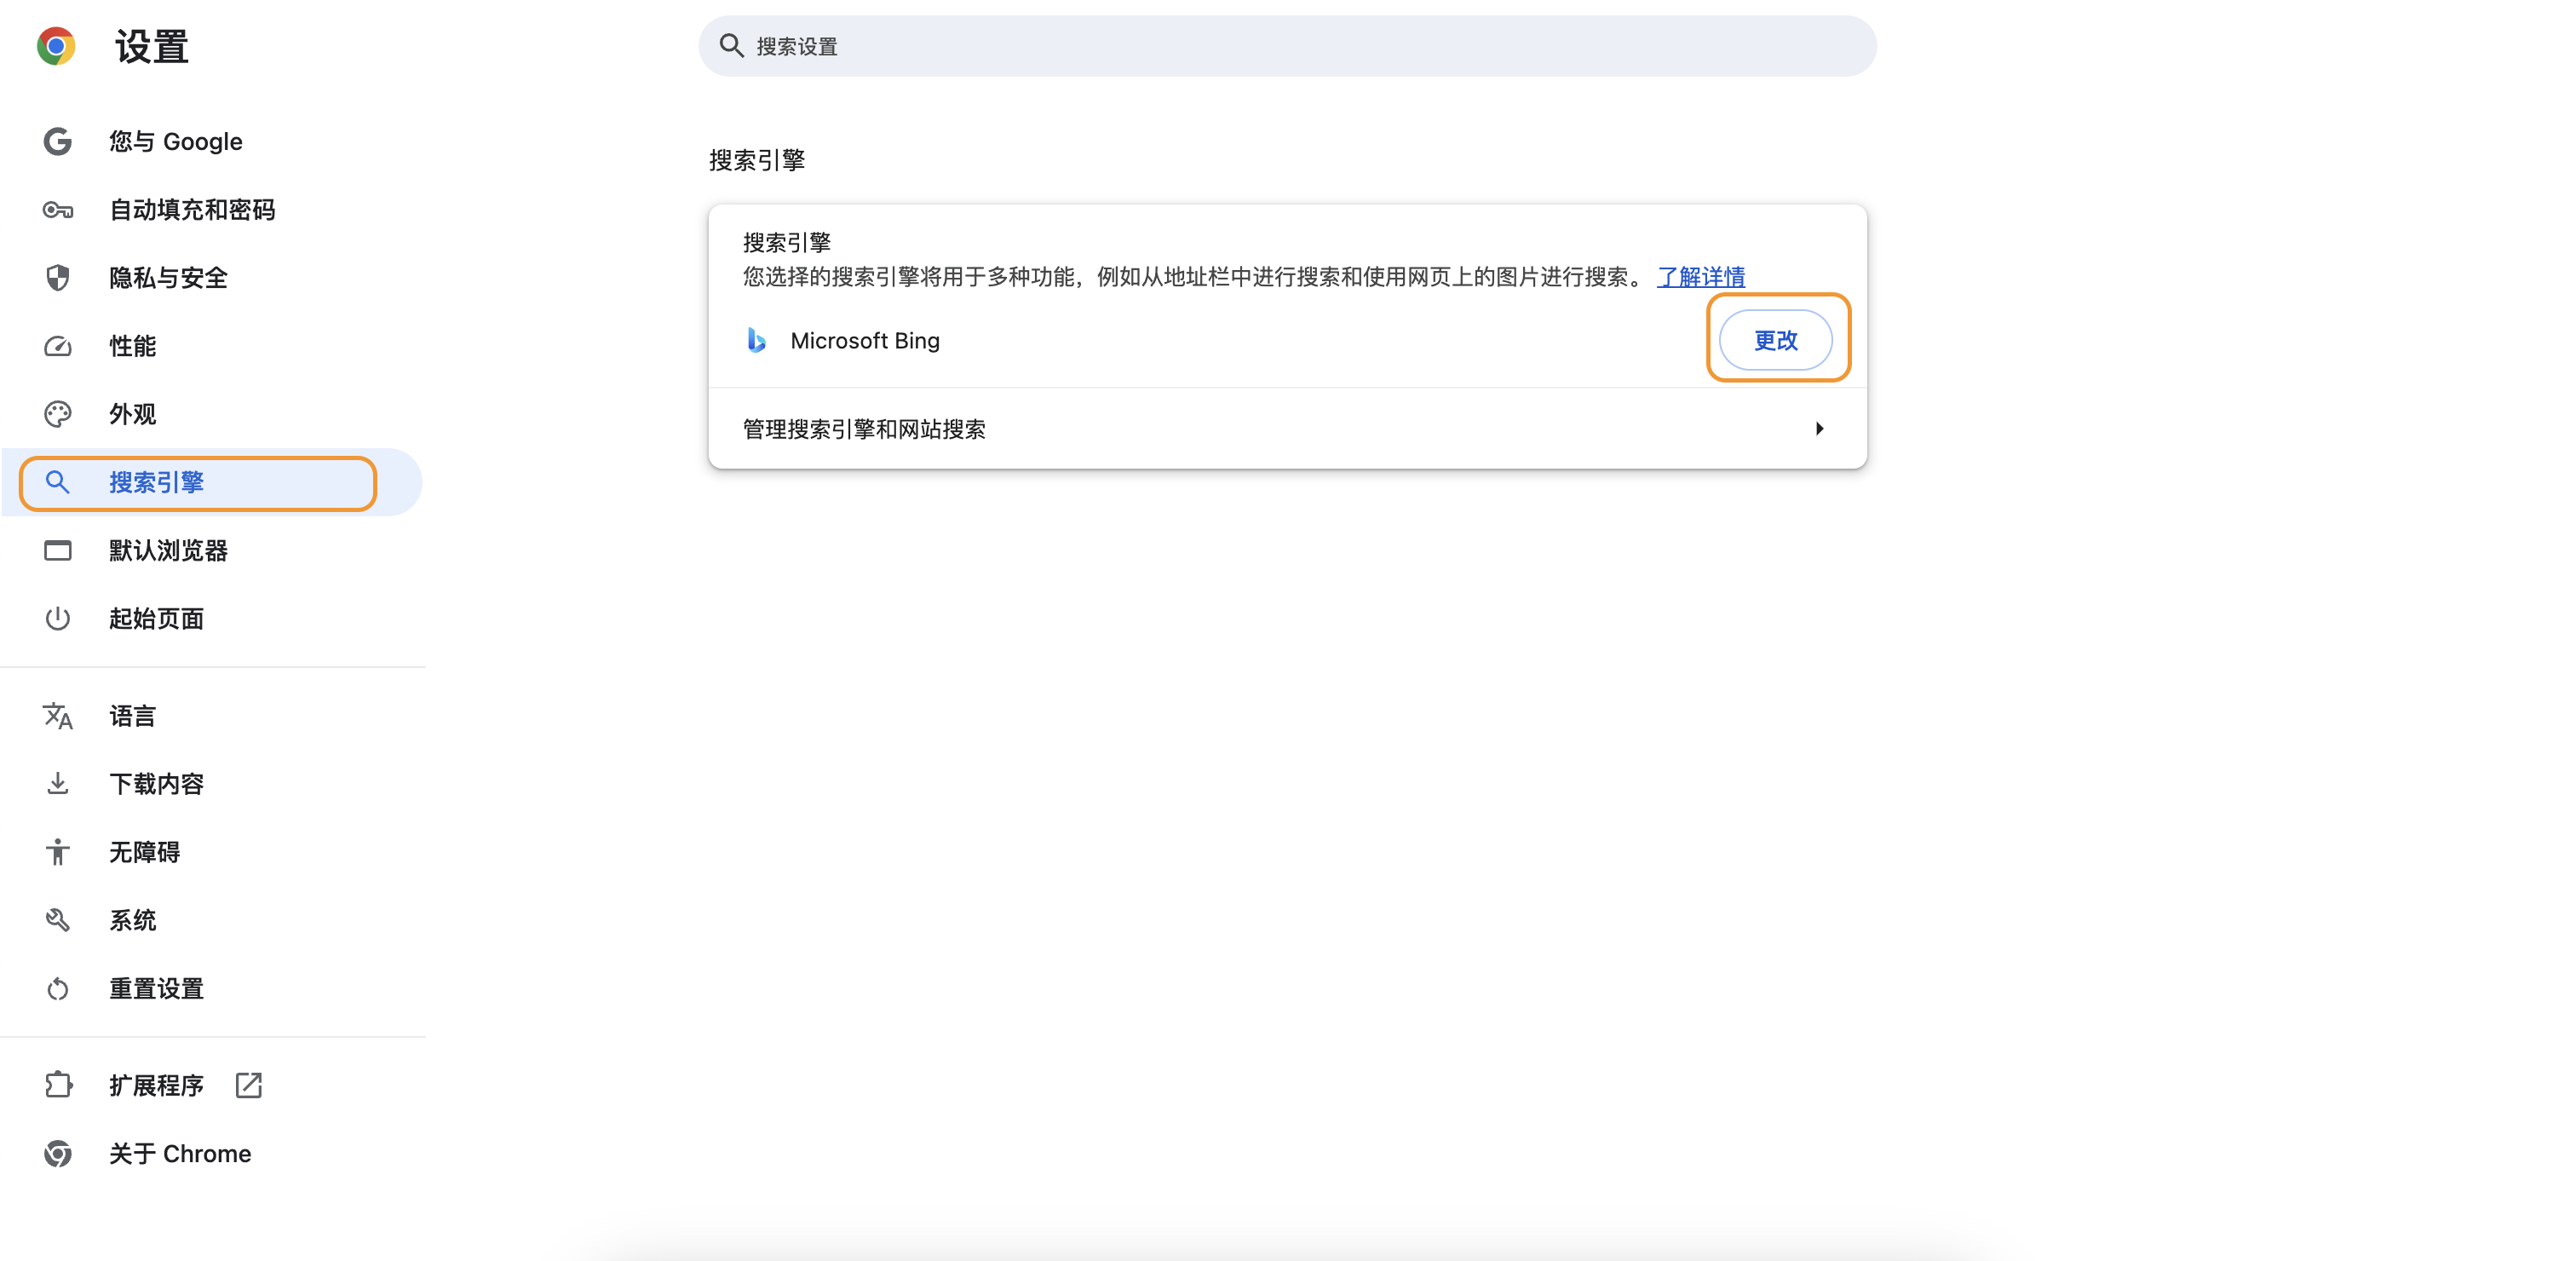 设置
搜索设置
您与 Google
自动填充和密码
隐私与安全
性能
外观
搜索引擎
默认浏览器
起始页面
语言
下载内容
无障碍
系统
重置设置
扩展程序
关于 Chrome
搜索引擎
搜索引擎
您选择的搜索引擎将用于多种功能，例如从地址栏中进行搜索和使用网页上的图片进行搜索。 了解详情
Microsoft Bing
更改
管理搜索引擎和网站搜索